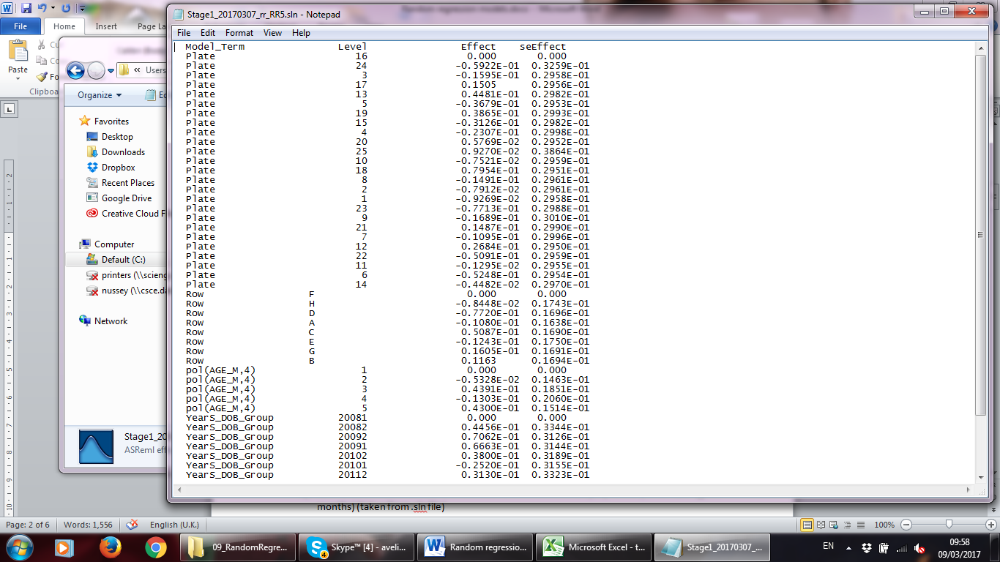 Stage1_20170307_rr_RR5.sln - Notepad
File Edit Format View Help
Model_Term Level Effect seEffect
Plate 16 0.000 0.000
Plate 24 -0.5922E-01 0.3259E-01
Plate 3 -0.1595E-01 0.2958E-01
Plate 17 0.1505 0.2956E-01
Plate 13 0.4481E-01 0.2982E-01
Plate 5 -0.3679E-01 0.2953E-01
Plate 19 0.3865E-01 0.2993E-01
Plate 15 -0.3126E-01 0.2982E-01
Plate 4 -0.2307E-01 0.2998E-01
Plate 20 0.5769E-02 0.2952E-01
Plate 25 0.9270E-02 0.3864E-01
Plate 10 -0.7521E-02 0.2959E-01
Plate 18 0.7954E-01 0.2951E-01
Plate 8 -0.1491E-01 0.2961E-01
Plate 2 -0.7912E-02 0.2961E-01
Plate 1 -0.9269E-02 0.2958E-01
Plate 23 -0.7713E-01 0.2988E-01
Plate 9 -0.1689E-01 0.3010E-01
Plate 21 0.1487E-01 0.2990E-01
Plate 7 -0.1095E-01 0.2996E-01
Plate 12 0.2684E-01 0.2950E-01
Plate 22 -0.5091E-01 0.2959E-01
Plate 11 -0.1295E-02 0.2955E-01
Plate 6 -0.5248E-01 0.2954E-01
Plate 14 -0.4482E-02 0.2970E-01
Row F 0.000 0.000
Row H -0.8448E-02 0.1743E-01
Row D -0.7720E-02 0.1696E-01
Row A -0.1080E-01 0.1638E-01
Row C 0.5087E-01 0.1690E-01
Row E -0.1243E-01 0.1750E-01
Row G 0.1605E-01 0.1691E-01
Row B 0.1163 0.1694E-01
pol(AGE_M,4) 1 0.000 0.000
pol(AGE_M,4) 2 -0.5328E-02 0.1463E-01
pol(AGE_M,4) 3 0.4391E-01 0.1851E-01
pol(AGE_M,4) 4 -0.1303E-01 0.2060E-01
pol(AGE_M,4) 5 0.4300E-01 0.1514E-01
YearS_DOB_Group 20081 0.000 0.000
YearS_DOB_Group 20082 0.4456E-01 0.3344E-01
YearS_DOB_Group 20092 0.7062E-01 0.3126E-01
YearS_DOB_Group 20091 0.6663E-01 0.3144E-01
YearS_DOB_Group 20102 0.3800E-01 0.3189E-01
YearS_DOB_Group 20101 -0.2520E-01 0.3155E-01
YearS_DOB_Group 20112 0.3130E-01 0.3323E-01
File Home Insert Page La
Paste
Clipboa
« Users
Organize
Favorites
Desktop
Downloads
Dropbox
Recent Places
Google Drive
Creative Cloud F
Computer
Default (C:)
printers (\\scieng
nussey (\\csce.da
Network
Stage1_20
ASReml eff
months) (taken from .sln file)
Page: 2 of 6 Words: 1,556 English (U.K.) 100%
09_RandomRegre... Skype™ [4] - aveli... Random regressio... Microsoft Excel - t... Stage1_20170307_... EN 09:58
09/03/2017